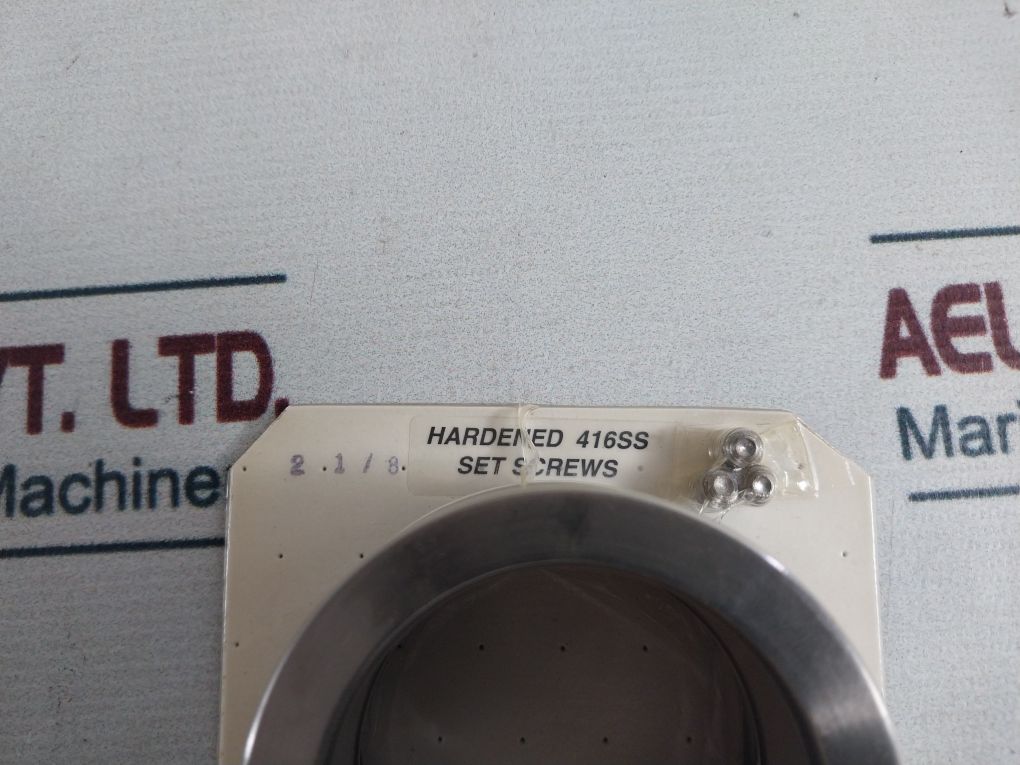 VT. LTD.
Machine
AEL
Mar
HARDENED 416SS
SET SCREWS
2 1/8